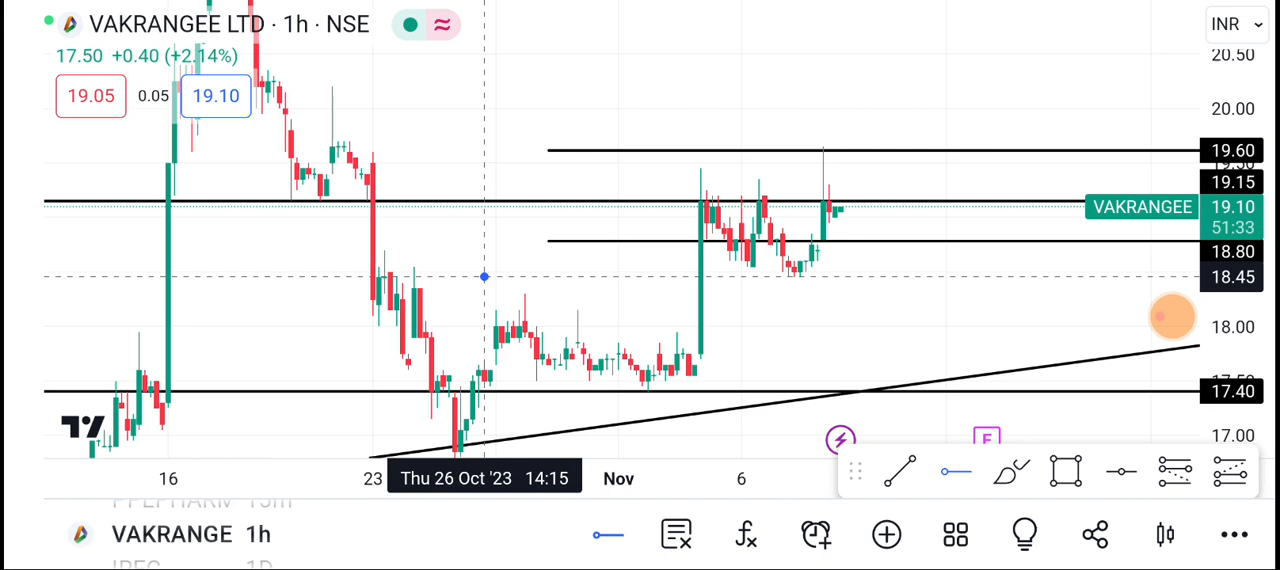 VAKRANGEE LTD · 1h · NSE
INR
17.50 +0.40 (+2.14%)
20.50
19.05 0.05 19.10
20.00
19.60
19.15
VAKRANGEE 19.10
51:33
18.80
18.45
18.00
17.40
17.00
E
16 23 Thu 26 Oct '23 14:15 Nov 6
VAKRANGE 1h